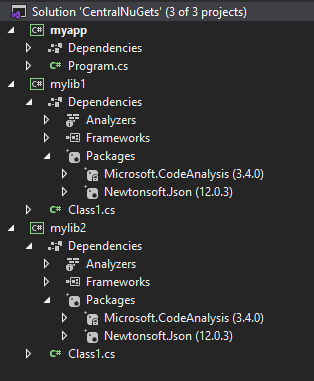 Solution 'CentralNuGets' (3 of 3 projects)
C# myapp
Dependencies
C# Program.cs
C# mylib1
Dependencies
Analyzers
Frameworks
Packages
Microsoft.CodeAnalysis (3.4.0)
Newtonsoft.Json (12.0.3)
C# Class1.cs
C# mylib2
Dependencies
Analyzers
Frameworks
Packages
Microsoft.CodeAnalysis (3.4.0)
Newtonsoft.Json (12.0.3)
C# Class1.cs